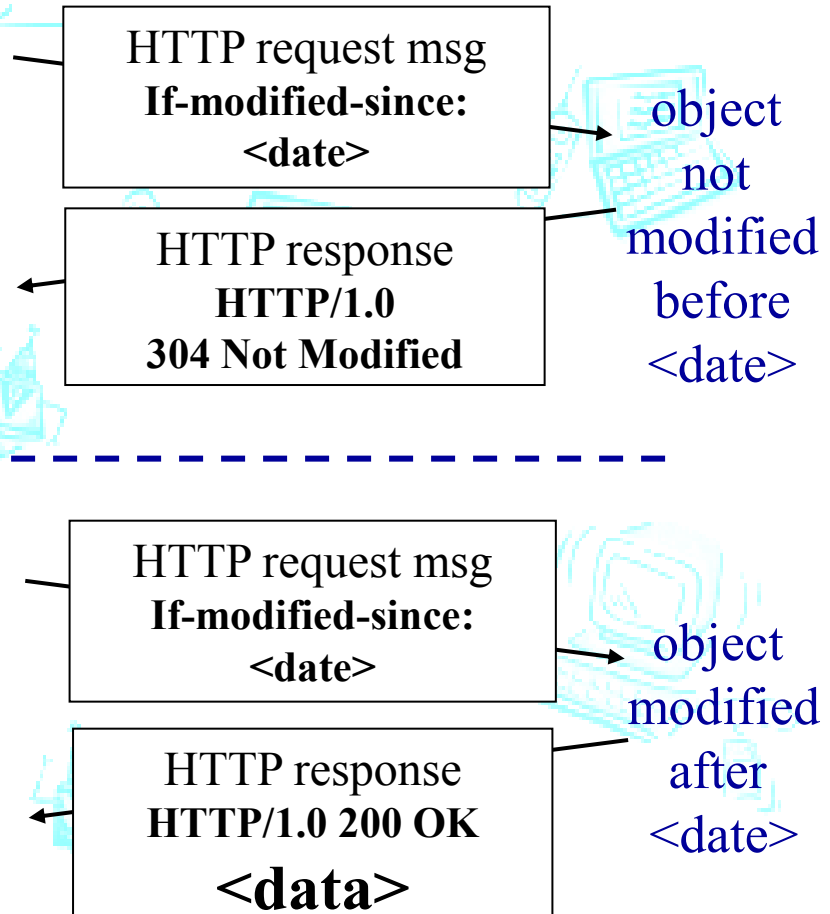 HTTP request msg
If-modified-since:
<date>
object
not
modified
before
<date>
HTTP response
HTTP/1.0
304 Not Modified
HTTP request msg
If-modified-since:
<date>
object
modified
after
<date>
HTTP response
HTTP/1.0 200 OK
<data>